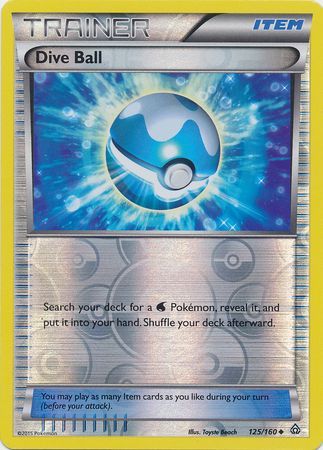 TRAINER
ITEM
Dive Ball
Search your deck for a Pokémon, reveal it, and
put it into your hand. Shuffle your deck afterward.
You may play as many Item cards as you like during your turn
(before your attack).
©2015 Pokémon
Illus. Toyste Beach
125/160